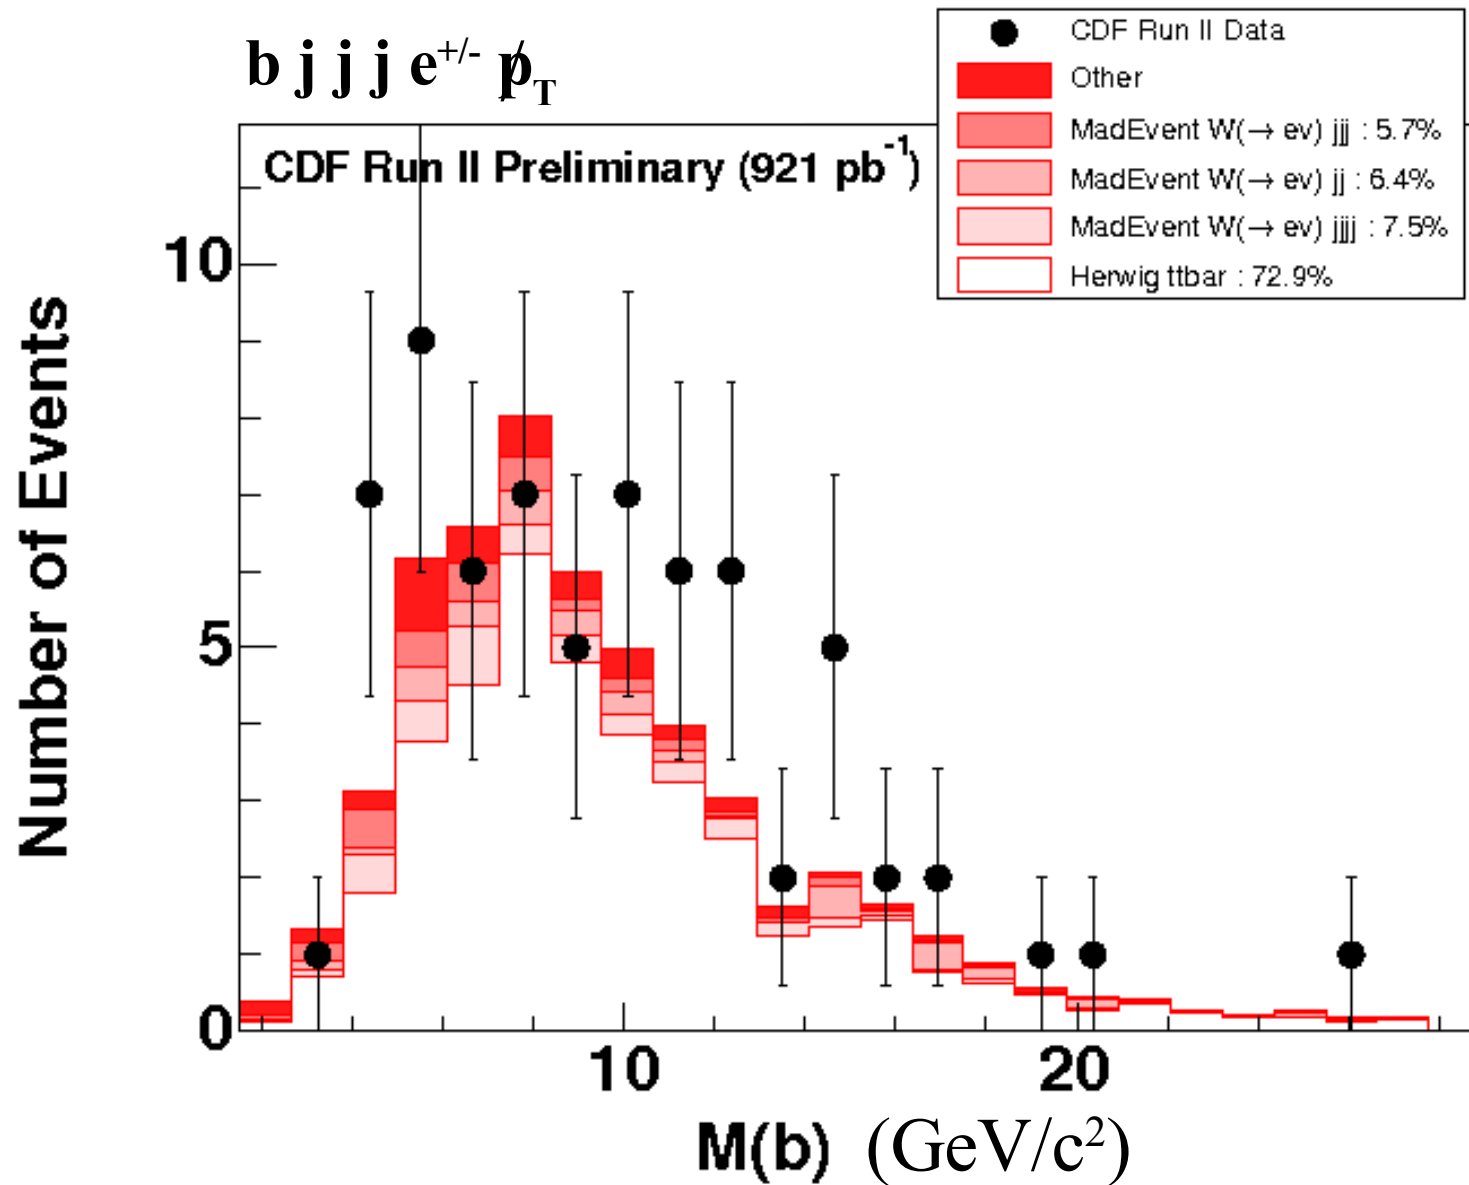 b j j j e+/- p̸T
CDF Run II Data
Other
MadEvent W(→ eν) jjj : 5.7%
MadEvent W(→ eν) jj : 6.4%
MadEvent W(→ eν) jjjj : 7.5%
Herwig ttbar : 72.9%
CDF Run II Preliminary (921 pb-1)
Number of Events
10
5
0
10 20
M(b) (GeV/c2)